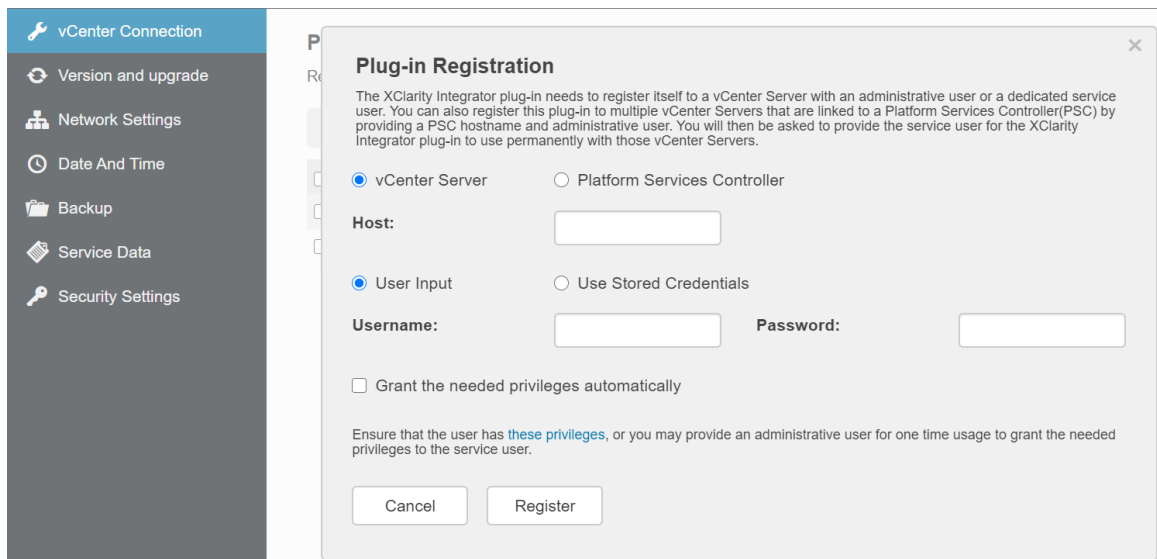 vCenter Connection
Version and upgrade
Network Settings
Date And Time
Backup
Service Data
Security Settings
P
Re
×
Plug-in Registration
The XClarity Integrator plug-in needs to register itself to a vCenter Server with an administrative user or a dedicated service
user. You can also register this plug-in to multiple vCenter Servers that are linked to a Platform Services Controller(PSC) by
providing a PSC hostname and administrative user. You will then be asked to provide the service user for the XClarity
Integrator plug-in to use permanently with those vCenter Servers.
vCenter Server Platform Services Controller
Host:
User Input Use Stored Credentials
Username: Password:
Grant the needed privileges automatically
Ensure that the user has these privileges, or you may provide an administrative user for one time usage to grant the needed
privileges to the service user.
Cancel Register